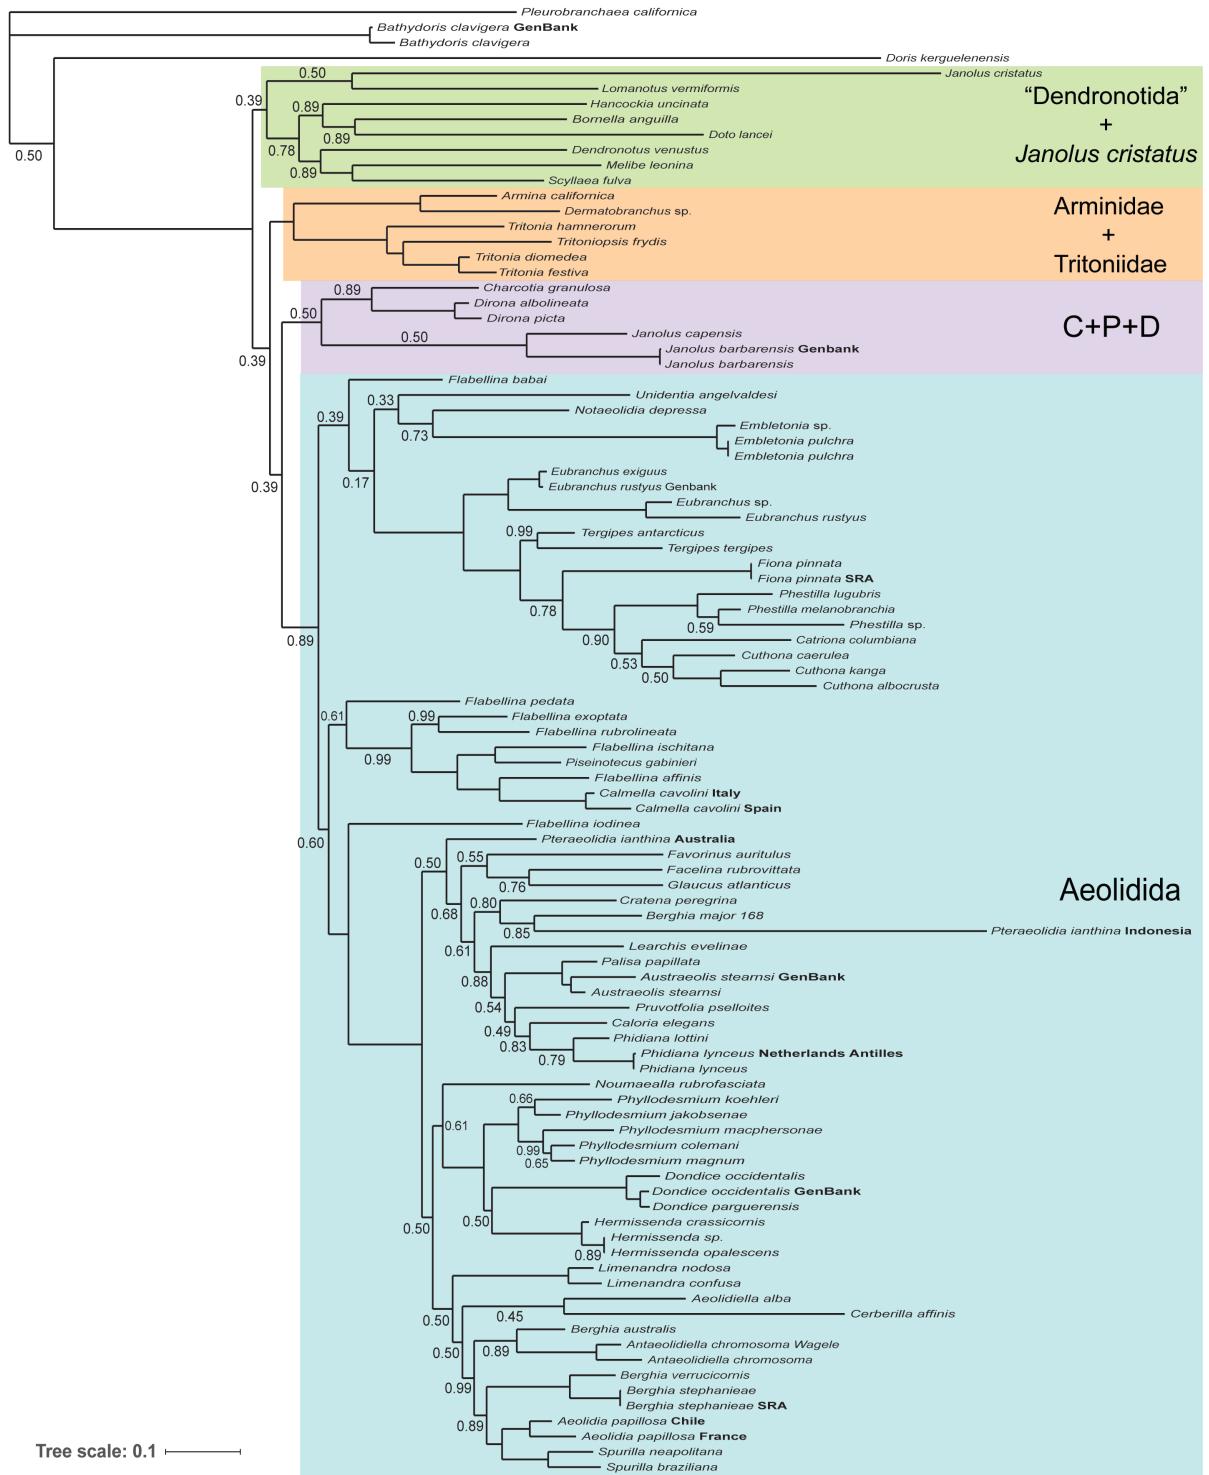 Pleurobranchaea californica
Bathydoris clavigera GenBank
Bathydoris clavigera
Doris kerguelenensis
0.50
Janolus cristatus
0.50
Lomanotus vermiformis
0.39
Hancockia uncinata
0.89
Bornella anguilla
Doto lancei
0.89
0.78
Dendronotus venustus
Melibe leonina
0.89
Scyllaea fulva
“Dendronotida”
+
Janolus cristatus
0.50
Armina californica
Dermatobranchus sp.
Tritonia hamnerorum
Tritoniopsis frydis
Tritonia diomedea
Tritonia festiva
Arminidae
+
Tritoniidae
Charcotia granulosa
0.89
Dirona albolineata
Dirona picta
Janolus capensis
0.50
Janolus barbarensis Genbank
Janolus barbarensis
C+P+D
0.39
Flabellina babai
Unidentia angelvaldesi
0.33
Notaeolidia depressa
0.39
Embletonia sp.
0.73
Embletonia pulchra
Embletonia pulchra
Eubranchus exiguus
0.17
0.39
Eubranchus rustyus Genbank
Eubranchus sp.
Eubranchus rustyus
0.99
Tergipes antarcticus
Tergipes tergipes
Fiona pinnata
Fiona pinnata SRA
Phestilla lugubris
0.78
Phestilla melanobranchia
Phestilla sp.
0.59
0.90
0.89
Catriona columbiana
Cuthona caerulea
0.53
Cuthona kanga
0.50
Cuthona albocrusta
Flabellina pedata
0.61
0.99
Flabellina exoptata
Flabellina rubrolineata
Flabellina ischitana
0.99
Piseinotecus gabinieri
Flabellina affinis
Calmella cavolini Italy
Calmella cavolini Spain
Flabellina iodinea
0.60
Pteraeolidia ianthina Australia
0.50
0.55
Favorinus auritulus
Facelina rubrovittata
0.76
Glaucus atlanticus
Aeolidida
0.80
Cratena peregrina
0.68
Berghia major 168
0.85
Pteraeolidia ianthina Indonesia
0.61
Learchis evelinae
Palisa papillata
0.88
Austraeolis stearnsi GenBank
Austraeolis stearnsi
0.54
Pruvotfolia pselloites
0.49
Caloria elegans
0.83
Phidiana lottini
0.79
Phidiana lynceus Netherlands Antilles
Phidiana lynceus
Noumaealla rubrofasciata
0.66
Phyllodesmium koehleri
Phyllodesmium jakobsenae
0.61
Phyllodesmium macphersonae
Phyllodesmium colemani
0.99
0.65
Phyllodesmium magnum
Dondice occidentalis
Dondice occidentalis GenBank
Dondice parguerensis
0.50
0.50
Hermissenda crassicornis
Hermissenda sp.
0.89
Hermissenda opalescens
Limenandra nodosa
Limenandra confusa
Aeolidiella alba
0.50
0.45
Cerberilla affinis
Berghia australis
Antaeolidiella chromosoma Wagele
0.50
0.89
Antaeolidiella chromosoma
Berghia verrucicornis
0.99
Berghia stephanieae
Berghia stephanieae SRA
Aeolidia papillosa Chile
0.89
Aeolidia papillosa France
Spurilla neapolitana
Spurilla braziliana
Tree scale: 0.1